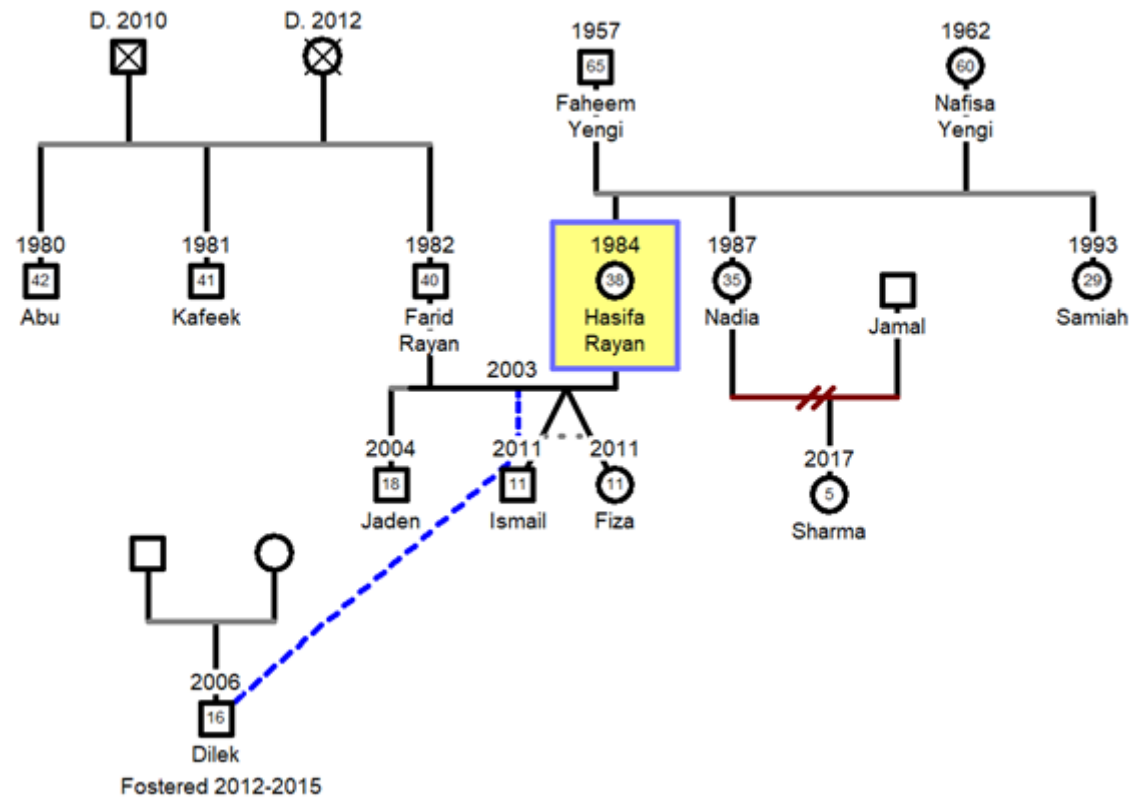 D. 2010
D. 2012
1957
1962
65
60
Faheem
Yengi
Nafisa
Yengi
1980
1981
1982
1984
1987
1993
42
41
40
38
35
29
Abu
Kafeek
Farid
Rayan
Hasifa
Rayan
Nadia
Jamal
Samiah
2003
2004
2011
2011
2017
18
11
11
5
Jaden
Ismail
Fiza
Sharma
2006
16
Dilek
Fostered 2012-2015